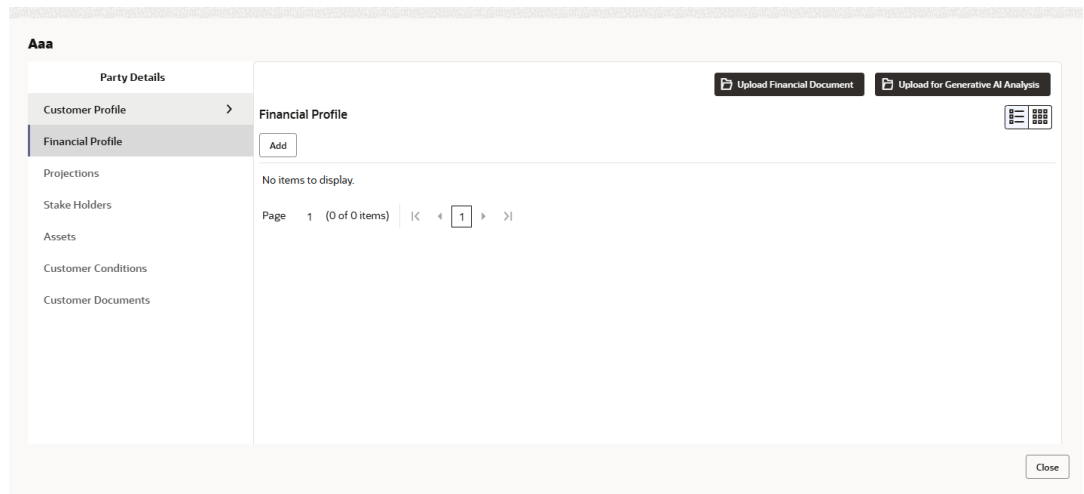 Aaa
Party Details
Customer Profile
Financial Profile
Projections
Stake Holders
Assets
Customer Conditions
Customer Documents
Upload Financial Document
Upload for Generative AI Analysis
Financial Profile
Add
No items to display.
Page 1 (0 of 0 items) 1
Close